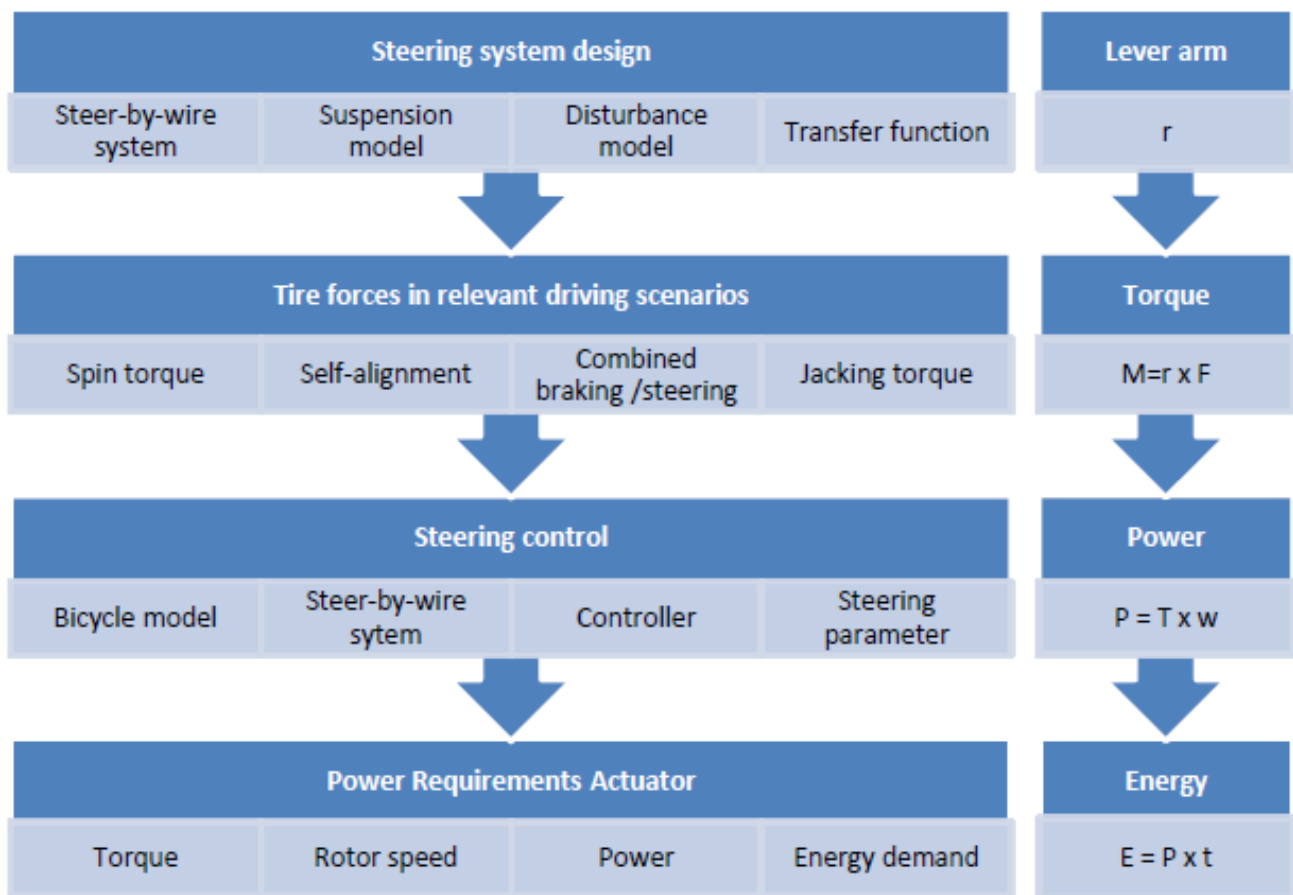 Steering system design
Lever arm
Steer-by-wire
system
Suspension
model
Disturbance
model
Transfer function
r
Tire forces in relevant driving scenarios
Torque
Spin torque
Self-alignment
Combined
braking /steering
Jacking torque
M=r x F
Steering control
Power
Bicycle model
Steer-by-wire
sytem
Controller
Steering
parameter
P = T x w
Power Requirements Actuator
Energy
Torque
Rotor speed
Power
Energy demand
E = P x t